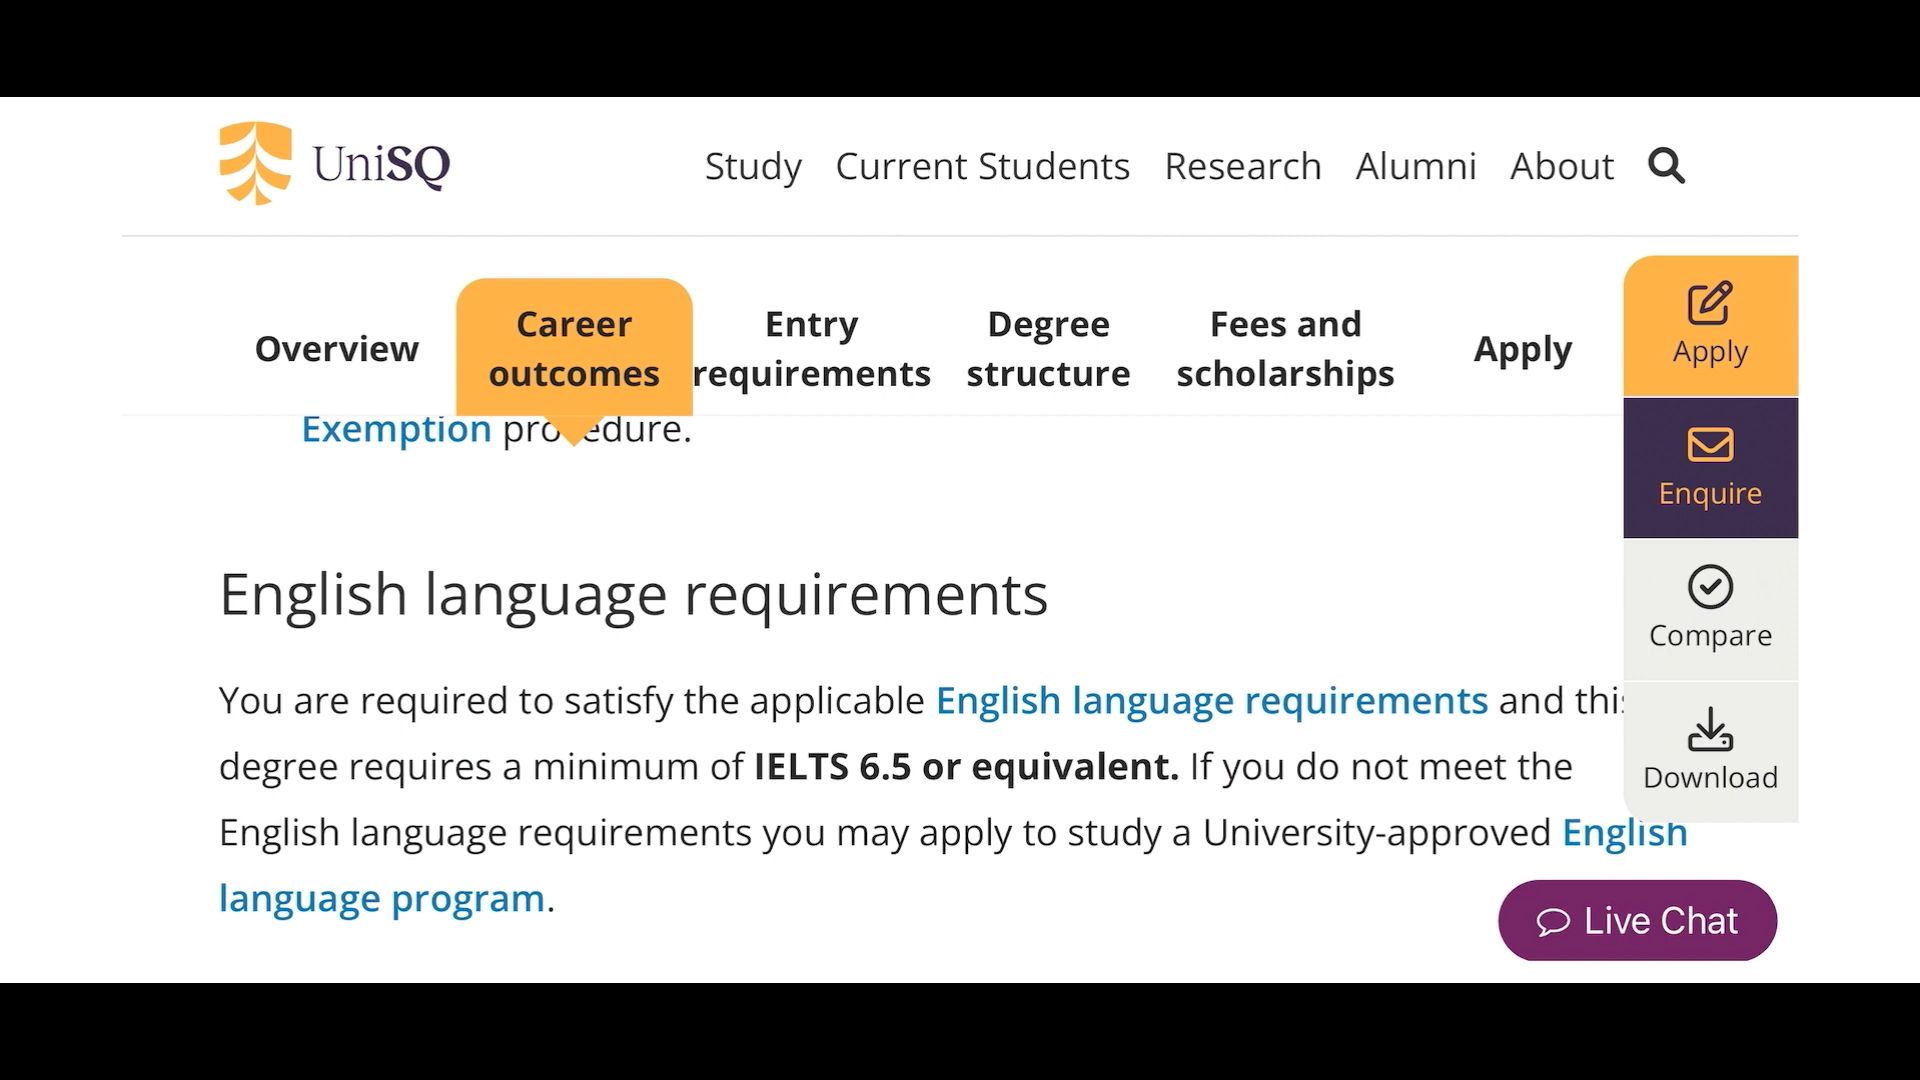 UniSQ
Study Current Students Research Alumni About
Overview
Career
outcomes
Entry
requirements
Degree
structure
Fees and
scholarships
Apply
Apply
Enquire
Compare
Download
Exemption procedure.
English language requirements
You are required to satisfy the applicable English language requirements and this
degree requires a minimum of IELTS 6.5 or equivalent. If you do not meet the
English language requirements you may apply to study a University-approved English
language program.
Live Chat